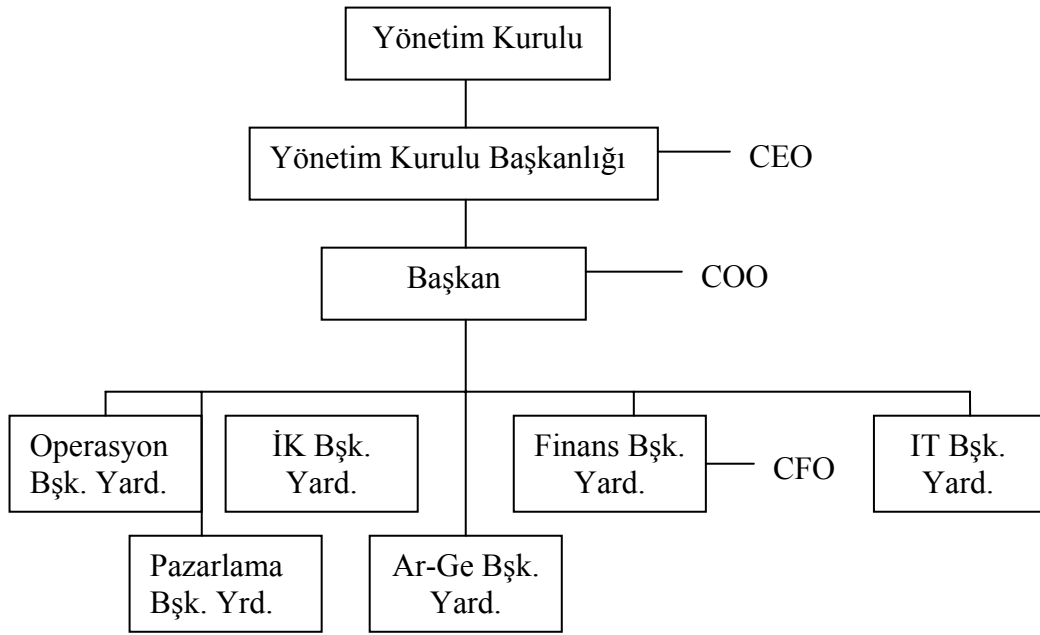 Yönetim Kurulu
Yönetim Kurulu Başkanlığı
CEO
Başkan
COO
Operasyon
Bşk. Yard.
İK Bşk.
Yard.
Finans Bşk.
Yard.
CFO
IT Bşk.
Yard.
Pazarlama
Bşk. Yrd.
Ar-Ge Bşk.
Yard.